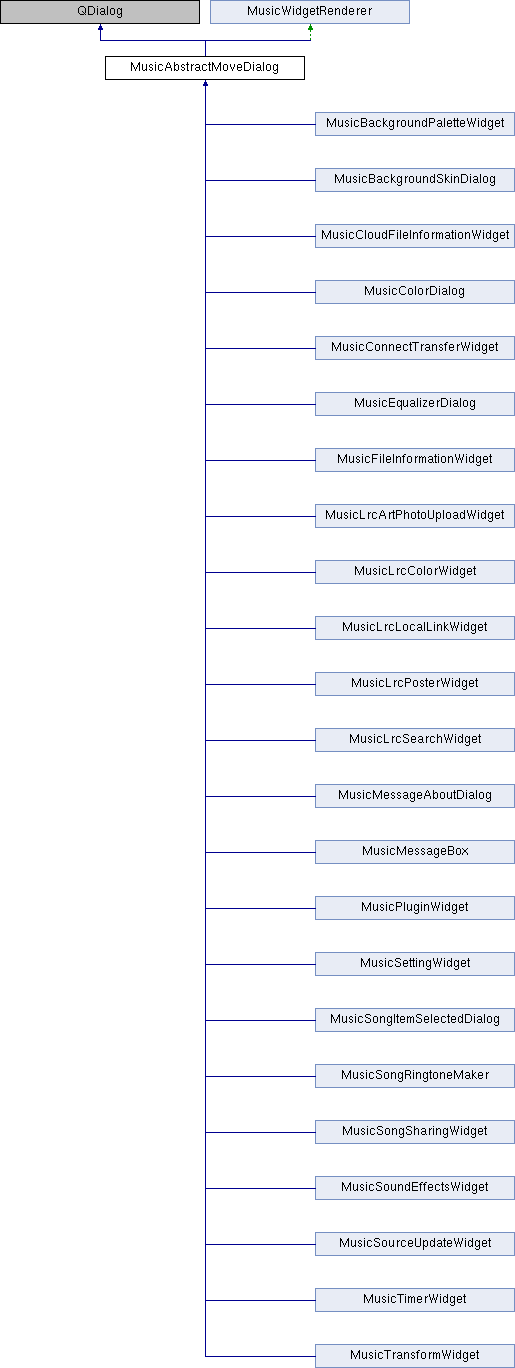 QDialog
MusicWidgetRenderer
MusicAbstractMoveDialog
MusicBackgroundPaletteWidget
MusicBackgroundSkinDialog
MusicCloudFileInformationWidget
MusicColorDialog
MusicConnectTransferWidget
MusicEqualizerDialog
MusicFileInformationWidget
MusicLrcArtPhotoUploadWidget
MusicLrcColorWidget
MusicLrcLocalLinkWidget
MusicLrcPosterWidget
MusicLrcSearchWidget
MusicMessageAboutDialog
MusicMessageBox
MusicPluginWidget
MusicSettingWidget
MusicSongItemSelectedDialog
MusicSongRingtoneMaker
MusicSongSharingWidget
MusicSoundEffectsWidget
MusicSourceUpdateWidget
MusicTimerWidget
MusicTransformWidget